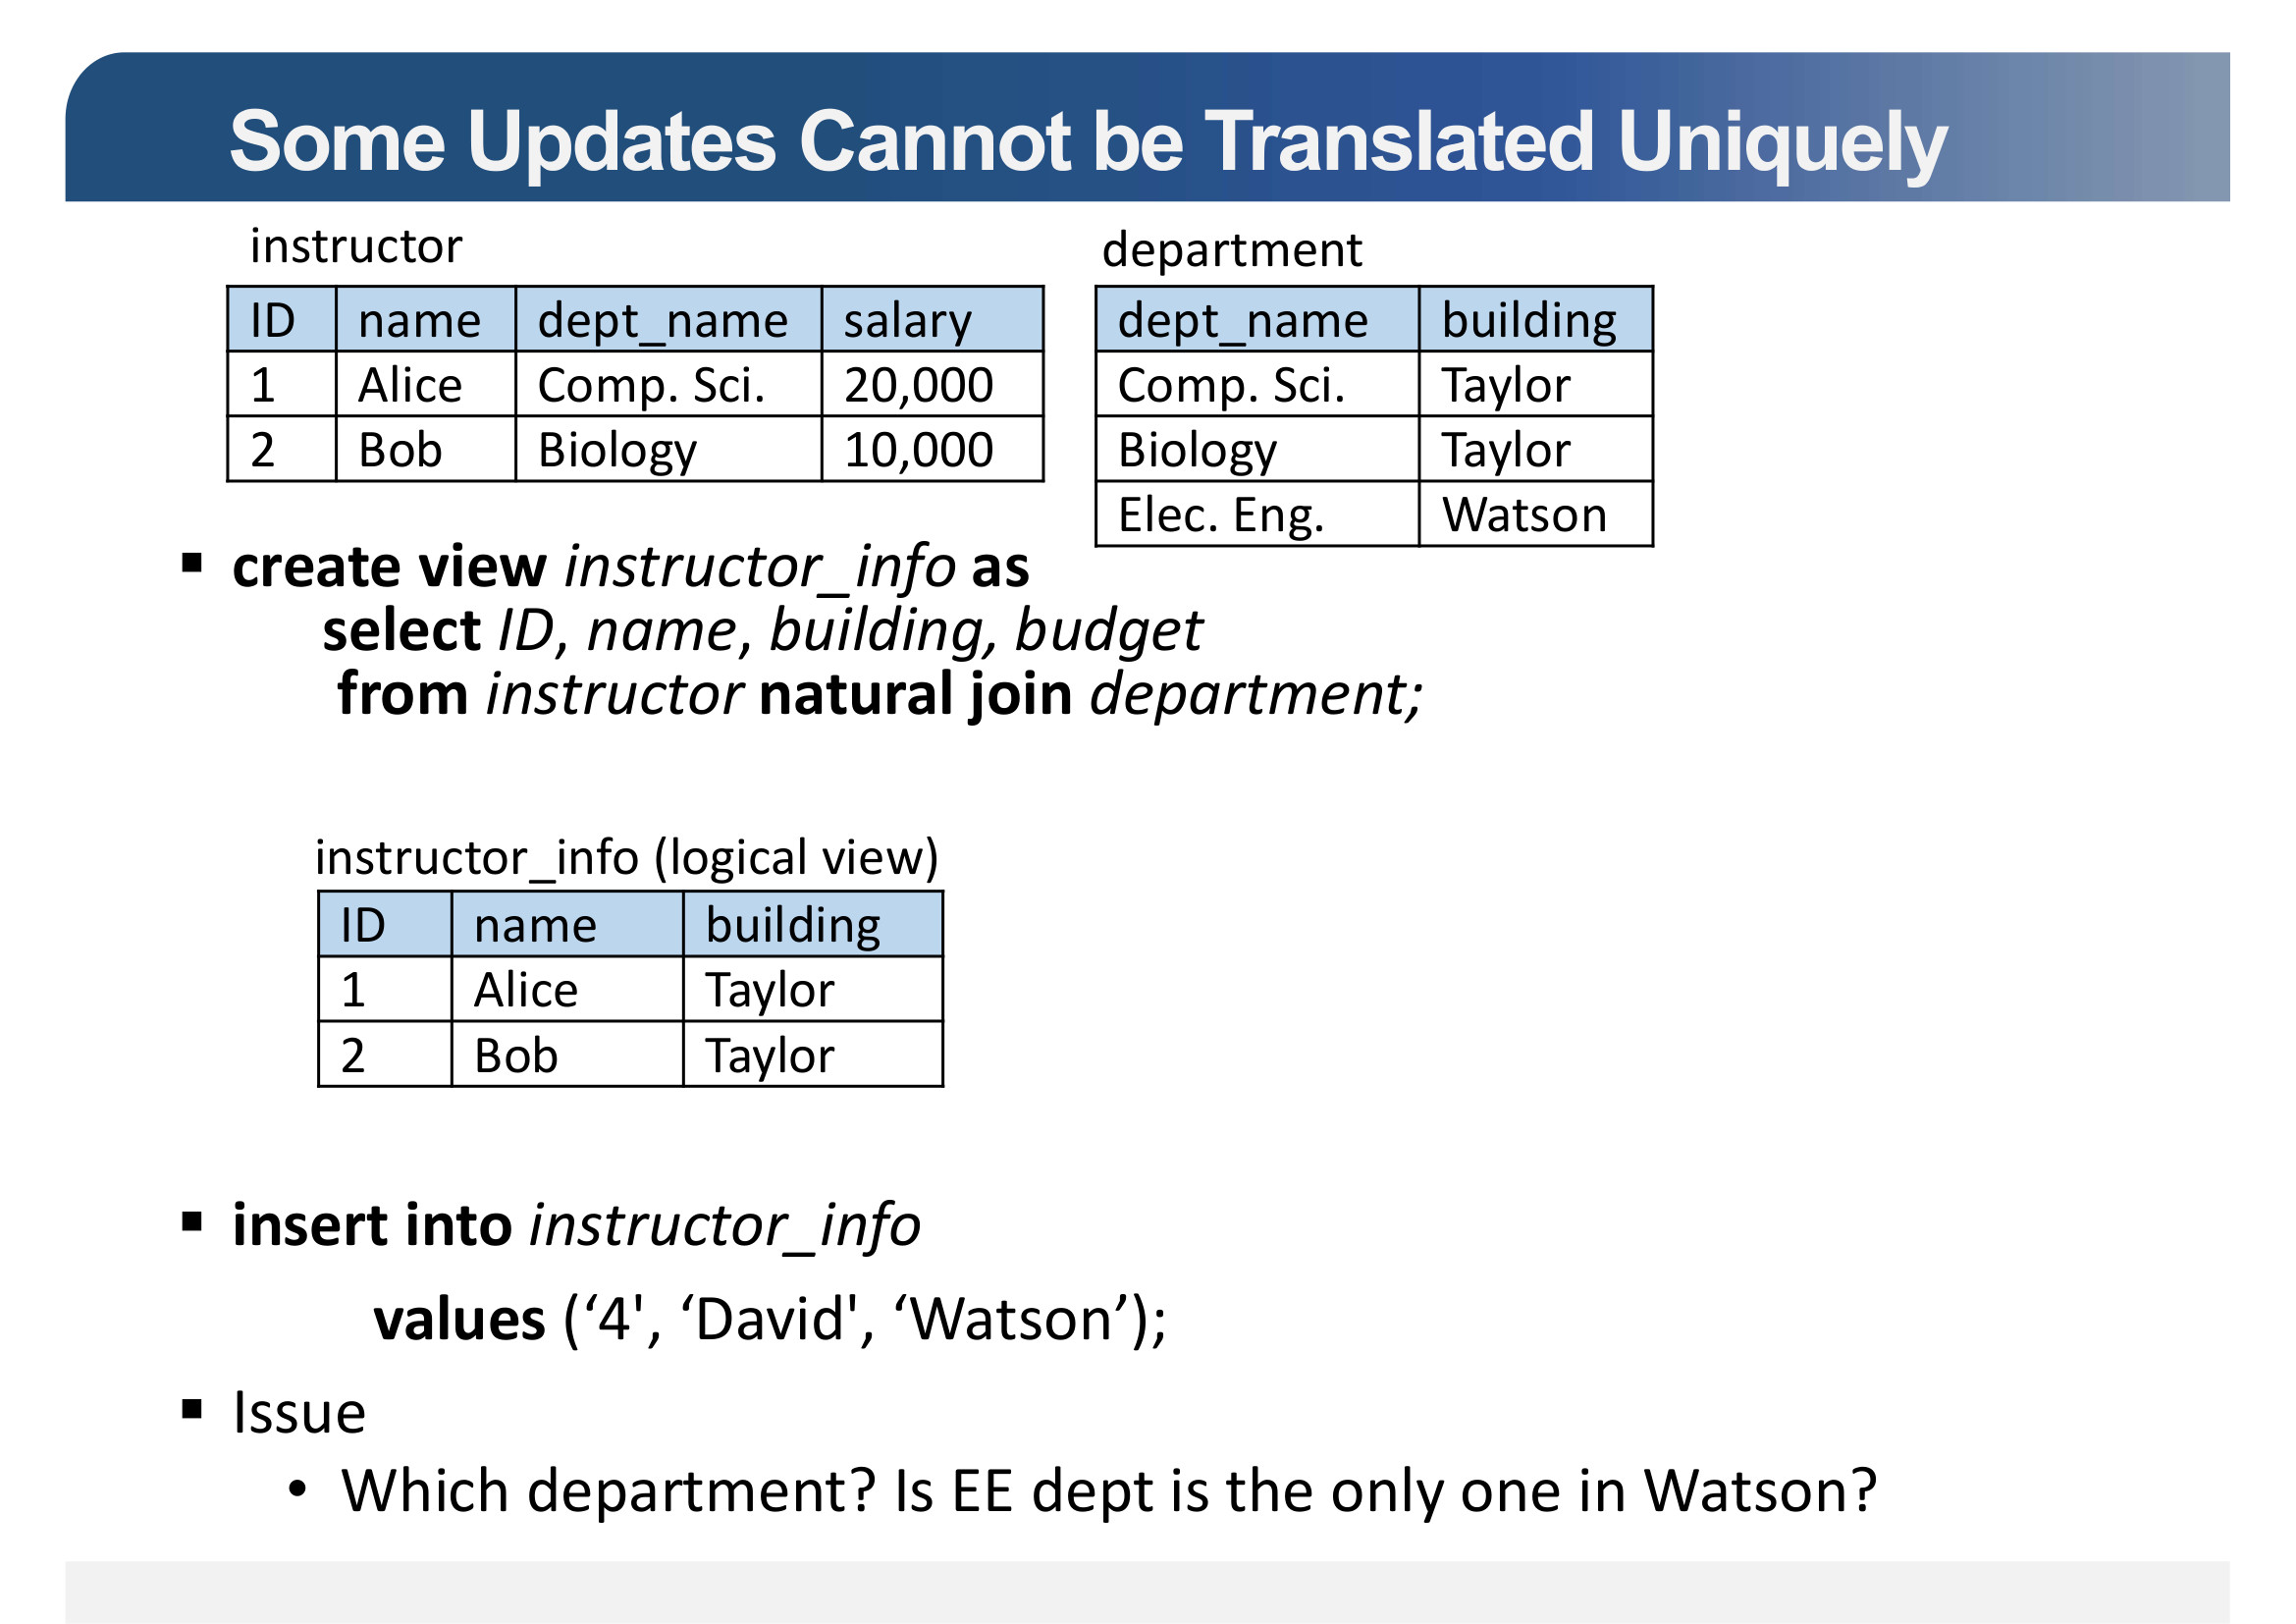 Some Updates Cannot be Translated Uniquely
instructor
ID name dept_name salary
1 Alice Comp. Sci. 20,000
2 Bob Biology 10,000
department
dept_name building
Comp. Sci. Taylor
Biology Taylor
Elec. Eng. Watson
▪ create view instructor_info as
select ID, name, building, budget
from instructor natural join department;
instructor_info (logical view)
ID name building
1 Alice Taylor
2 Bob Taylor
▪ insert into instructor_info
values (‘4', ‘David', ‘Watson’);
▪ Issue
• Which department? Is EE dept is the only one in Watson?